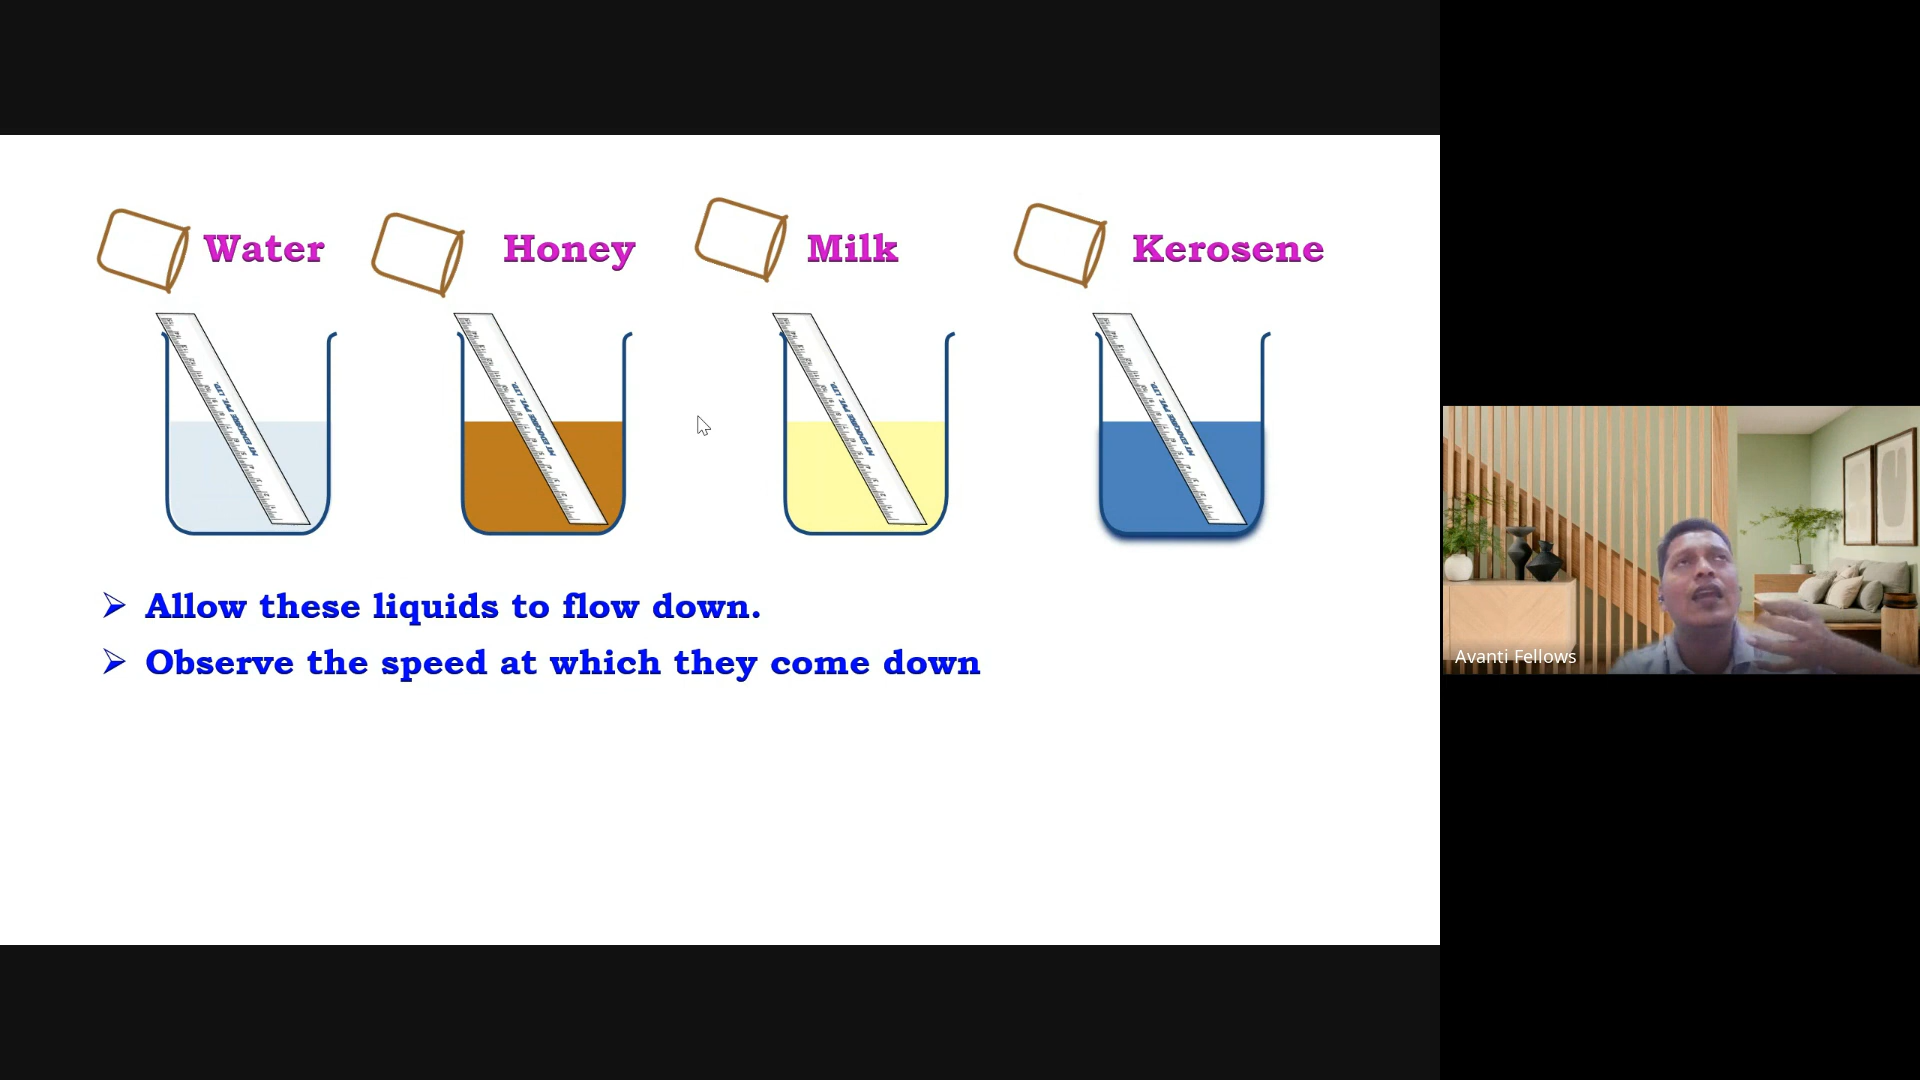 Water
Honey
Milk
Kerosene
Allow these liquids to flow down.
Observe the speed at which they come down
Avanti Fellows